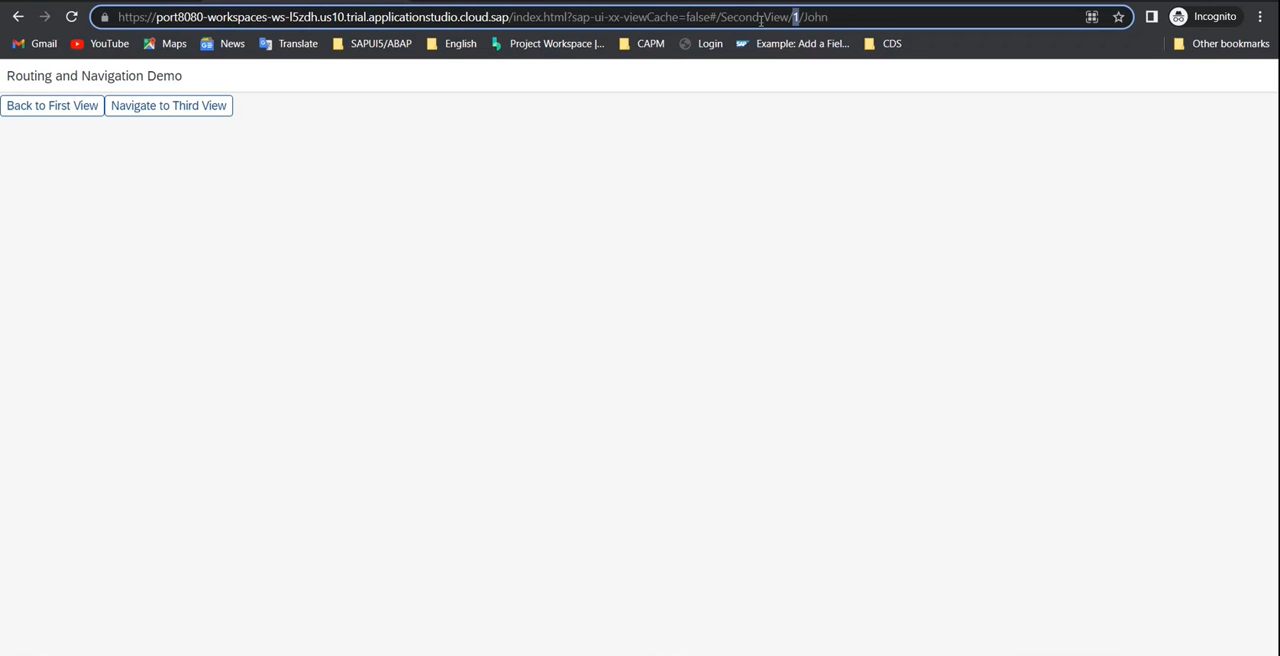 https://port8080-workspaces-ws-l5zdh.us10.trial.applicationstudio.cloud.sap/index.html?sap-ui-xx-viewCache=false#/SecondView/1/John
Incognito
Gmail YouTube Maps News Translate SAPUI5/ABAP English Project Workspace |... CAPM Login Example: Add a Fiel... CDS Other bookmarks
Routing and Navigation Demo
Back to First View Navigate to Third View